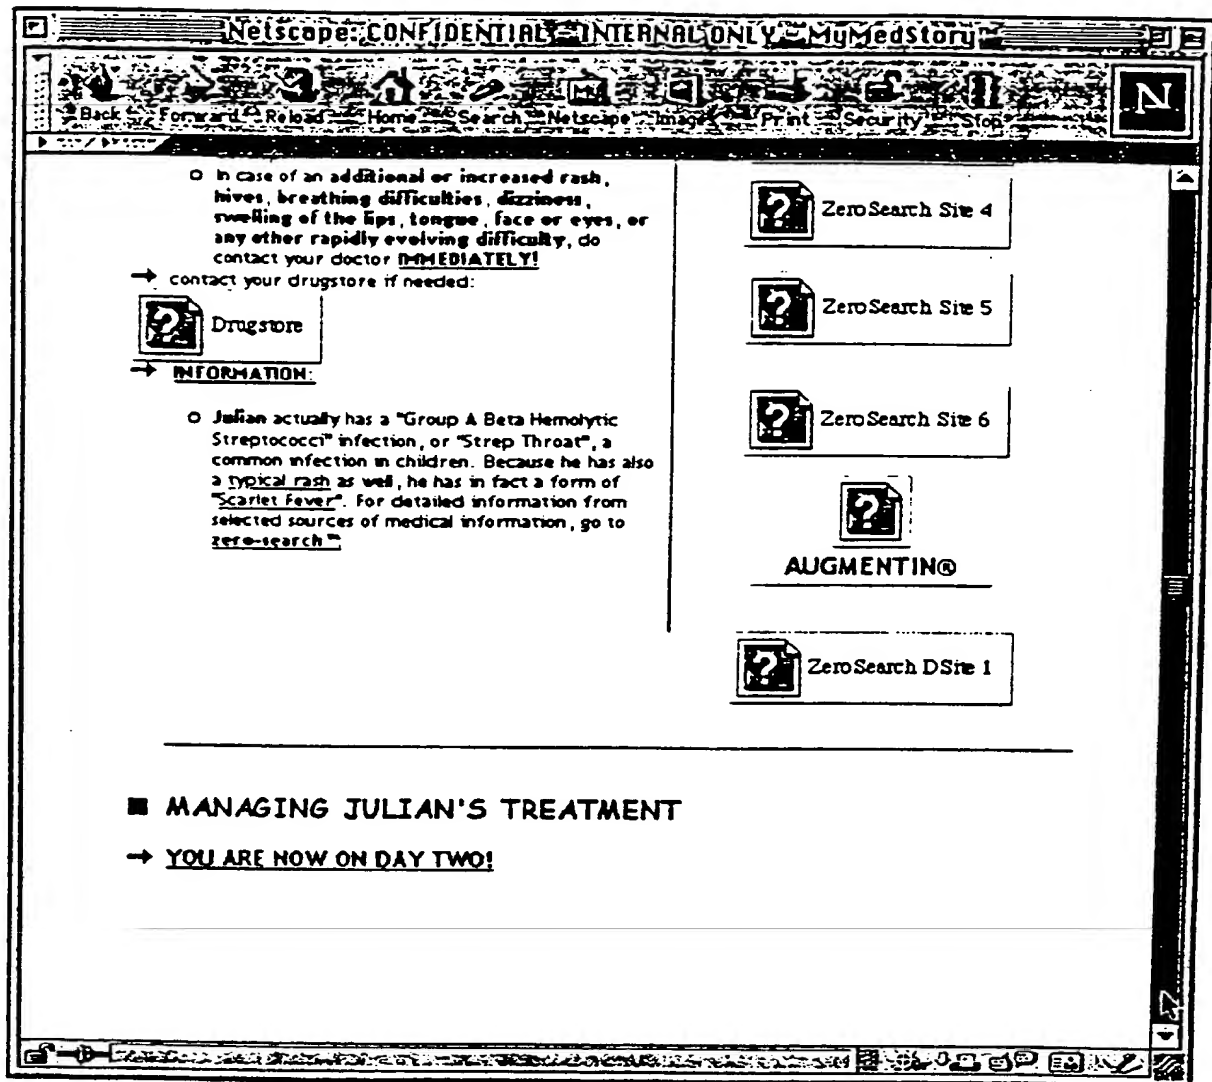 Netscape: CONFIDENTIAL - INTERNAL ONLY - MyMedStory
Back Forward Reload Home Search Netscape Images Print Security Stop
N
o In case of an additional or increased rash,
hives, breathing difficulties, dizziness,
swelling of the lips, tongue, face or eyes, or
any other rapidly evolving difficulty, do
contact your doctor IMMEDIATELY!
→ contact your drugstore if needed:
Drugstore
→ INFORMATION:
o Julian actually has a "Group A Beta Hemolytic
Streptococci" infection, or "Strep Throat", a
common infection in children. Because he has also
a typical rash as well, he has in fact a form of
"Scarlet Fever". For detailed information from
selected sources of medical information, go to
zero-search™
ZeroSearch Site 4
ZeroSearch Site 5
ZeroSearch Site 6
AUGMENTIN®
ZeroSearch DSite 1
■ MANAGING JULIAN'S TREATMENT
→ YOU ARE NOW ON DAY TWO!